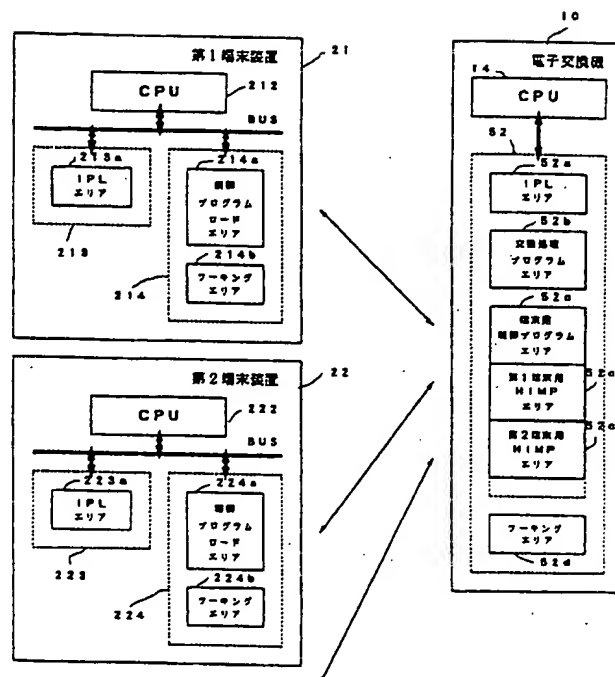 第1端末装置
21
CPU
212
BUS
213a
IPL
エリア
213
214a
制御
プログラム
ロード
エリア
214b
ワーキング
エリア
214
第2端末装置
22
CPU
222
BUS
223a
IPL
エリア
223
224a
制御
プログラム
ロード
エリア
224b
ワーキング
エリア
224
10
電子交換機
14
CPU
52
52a
IPL
エリア
52b
交換処理
プログラム
エリア
端末用
制御プログラム
エリア
第1端末用
エリア
第2端末用
エリア
ワーキング
エリア
52d